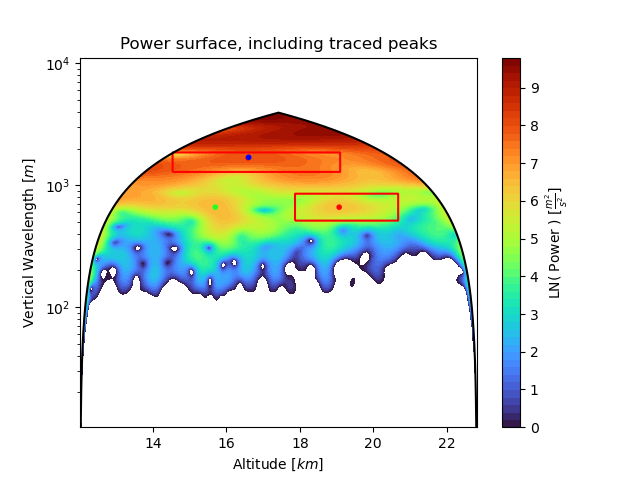 Power surface, including traced peaks
10⁴
10³
10²
Vertical Wavelength [m]
14 16 18 20 22
Altitude [km]
9
8
7
6
5
4
3
2
1
0
LN( Power ) [m²/s²]